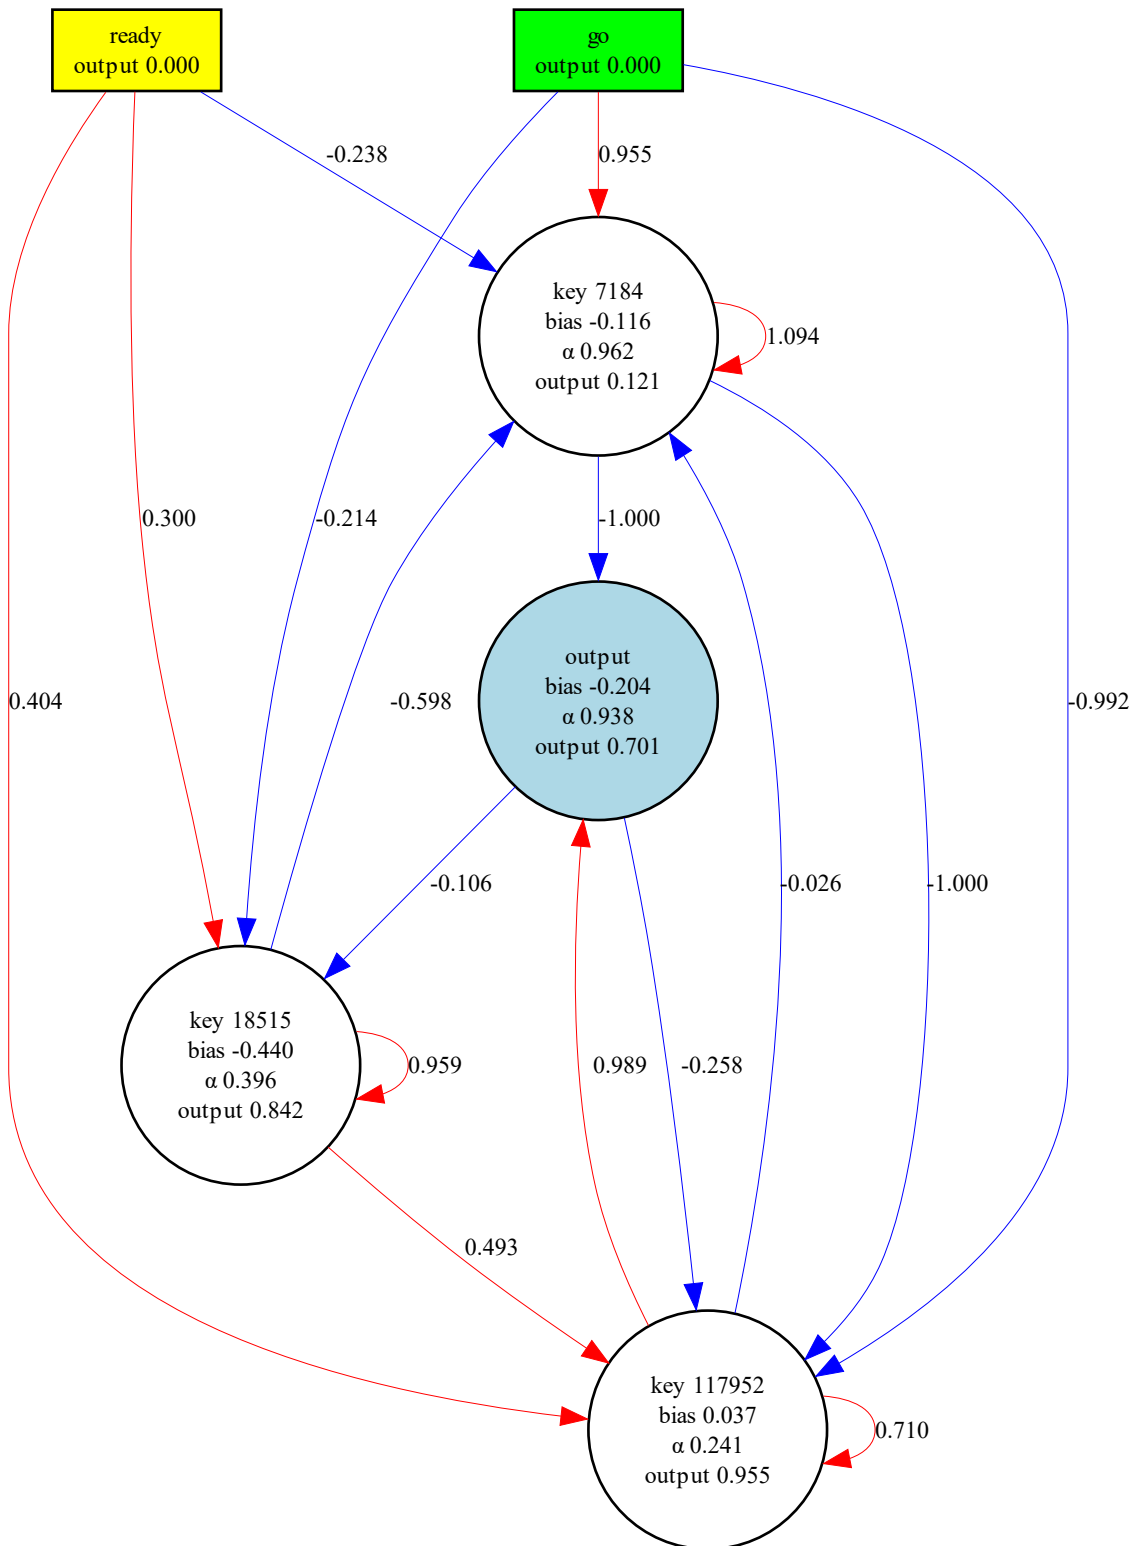 ready
output 0.000
go
output 0.000
-0.238
0.955
key 7184
bias -0.116
α 0.962
output 0.121
1.094
0.300
-0.214
-1.000
output
bias -0.204
α 0.938
output 0.701
0.404
-0.598
-0.992
-0.106
-0.026
-1.000
key 18515
bias -0.440
α 0.396
output 0.842
0.959
0.989
-0.258
0.493
key 117952
bias 0.037
α 0.241
output 0.955
0.710